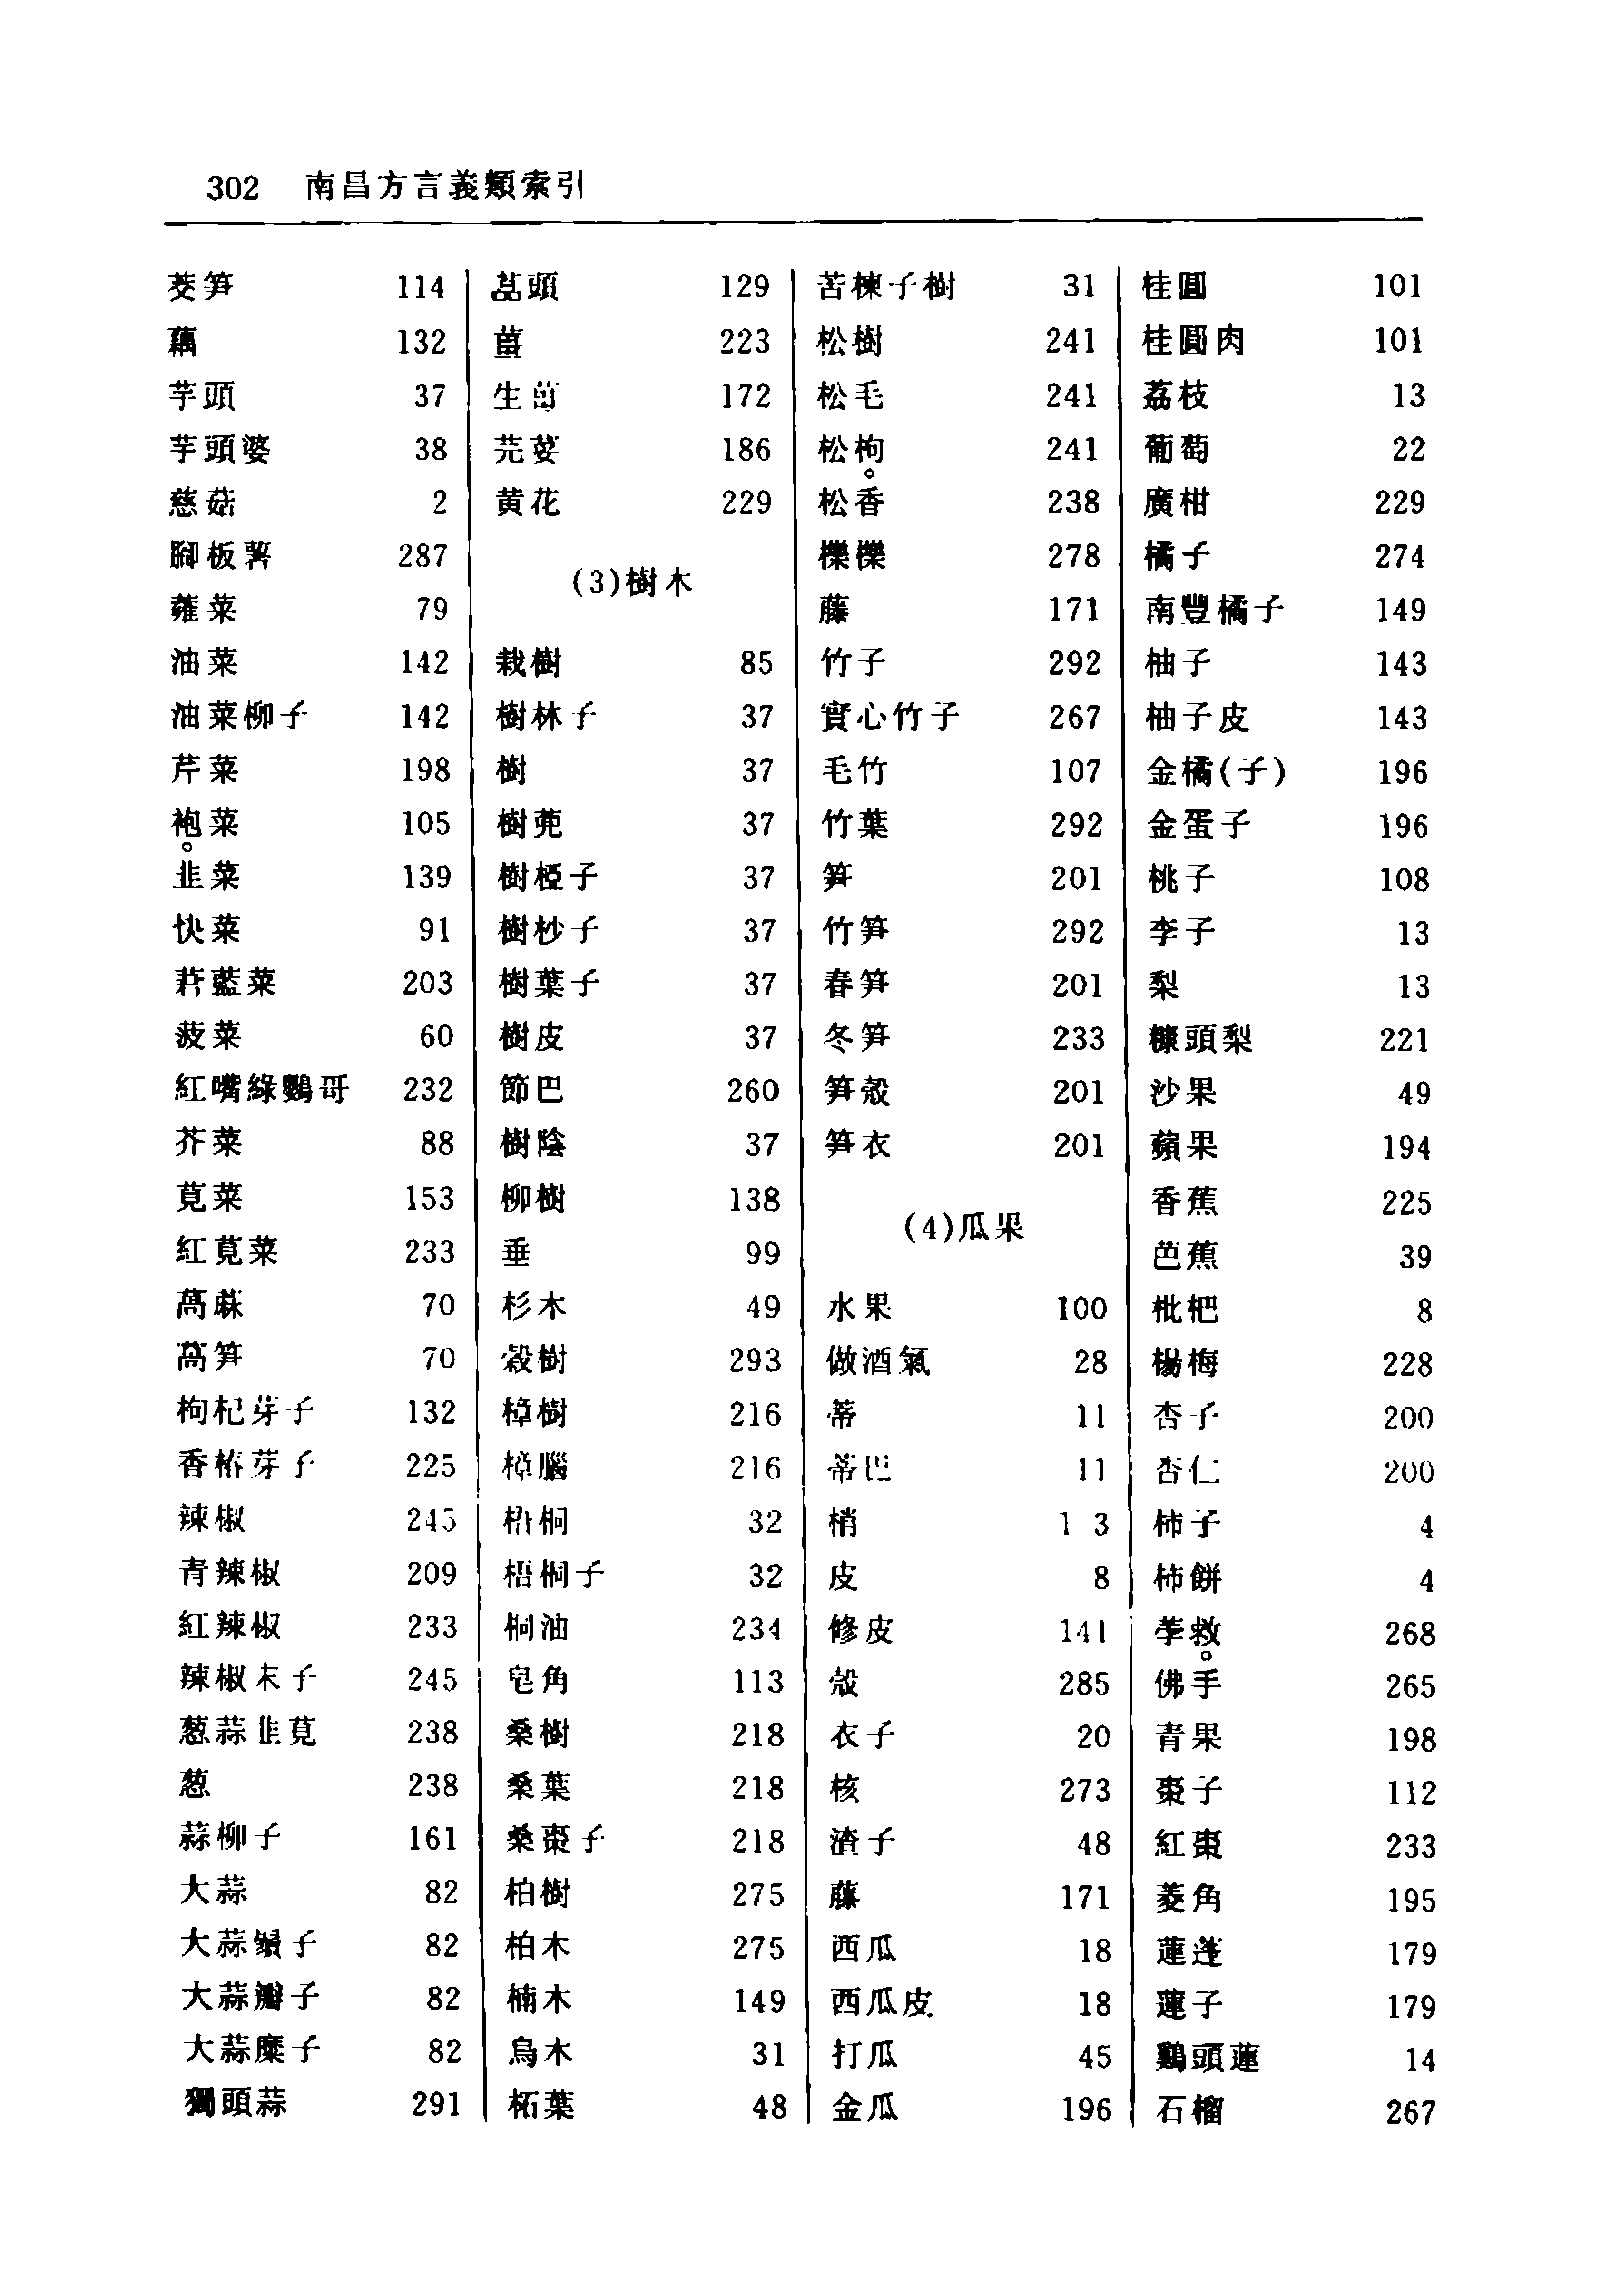 302 南昌方言義類索引
茭笋 114
藕 132
芋頭 37
芋頭婆 38
慈菇 2
腳板薯 287
蕹菜 79
油菜 142
油菜柳子 142
芹菜 198
袍菜 105
韭菜 139
快菜 91
菪藍菜 203
菠菜 60
紅嘴綠鸚哥 232
芥菜 88
莧菜 153
紅莧菜 233
萵蔴 70
萵笋 70
枸杞芽子 132
香椿芽子 225
辣椒 245
青辣椒 209
紅辣椒 233
辣椒末子 245
葱蒜韭莧 238
葱 238
蒜柳子 161
大蒜 82
大蒜鬚子 82
大蒜瓣子 82
大蒜糜子 82
獨頭蒜 291
藠頭 129
薑 223
生薑 172
芫荽 186
黄花 229
(3)樹木
栽樹 85
樹林子 37
樹 37
樹蔸 37
樹椏子 37
樹杪子 37
樹葉子 37
樹皮 37
節巴 260
樹陰 37
柳樹 138
垂 99
杉木 49
榖樹 293
樟樹 216
樟腦 216
梧桐 32
梧桐子 32
桐油 234
皂角 113
桑樹 218
桑葉 218
桑棗子 218
柏樹 275
柏木 275
楠木 149
烏木 31
柘葉 48
苦楝子樹 31
松樹 241
松毛 241
松枸 241
松香 238
櫟櫟 278
藤 171
竹子 292
實心竹子 267
毛竹 107
竹葉 292
笋 201
竹笋 292
春笋 201
冬笋 233
笋殼 201
笋衣 201
(4)瓜果
水果 100
做酒氣 28
蒂 11
蒂巴 11
梢 1 3
皮 8
修皮 141
殼 285
衣子 20
核 273
渣子 48
藤 171
西瓜 18
西瓜皮 18
打瓜 45
金瓜 196
桂圓 101
桂圓肉 101
荔枝 13
葡萄 22
廣柑 229
橘子 274
南豐橘子 149
柚子 143
柚子皮 143
金橘(子) 196
金蛋子 196
桃子 108
李子 13
梨 13
糠頭梨 221
沙果 49
蘋果 194
香蕉 225
芭蕉 39
枇杷 8
楊梅 228
杏子 200
杏仁 200
柿子 4
柿餅 4
荸救 268
佛手 265
青果 198
棗子 112
紅棗 233
菱角 195
蓮蓬 179
蓮子 179
鷄頭蓮 14
石榴 267